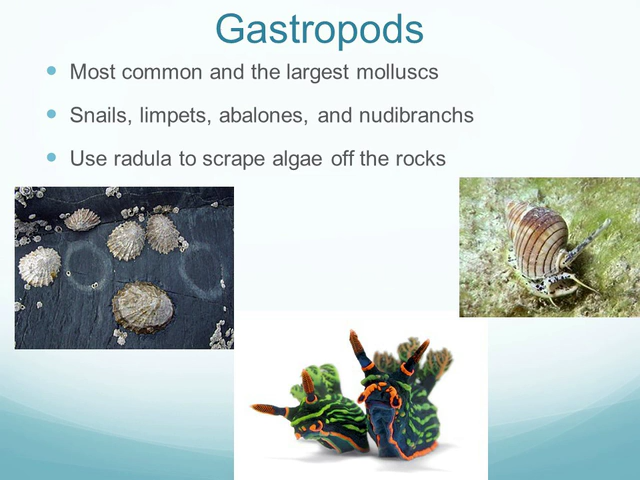 Gastropods
Most common and the largest molluscs
Snails, limpets, abalones, and nudibranchs
Use radula to scrape algae off the rocks